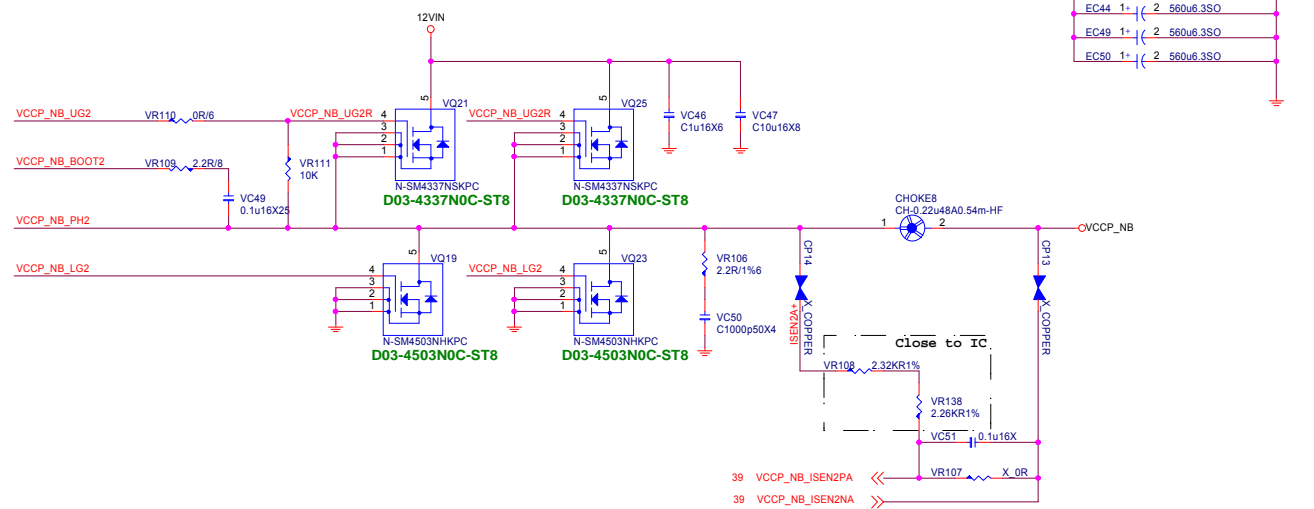 EC44 1+ 2 560u6.3SO
EC49 1+ 2 560u6.3SO
EC50 1+ 2 560u6.3SO
12VIN
5 VQ21
5 VQ25
VCCP_NB_UG2 VR110 0R/6 VCCP_NB_UG2R 4
VCCP_NB_UG2R 4
3
2
1
3
2
1
VC46
C1u16X6
VC47
C10u16X8
VCCP_NB_BOOT2 VR109 2.2R/8
VR111
10K
VC49
0.1u16X25
N-SM4337NSKPC
D03-4337N0C-ST8
N-SM4337NSKPC
D03-4337N0C-ST8
VCCP_NB_PH2
CHOKE8
CH-0.22u48A0.54m-HF
1 2
VCCP_NB
5 VQ19
5 VQ23
VCCP_NB_LG2 4
VCCP_NB_LG2 4
3
2
1
3
2
1
VR106
2.2R/1%6
VC50
C1000p50X4
CP14
X_COPPER
ISEN2A+
CP13
X_COPPER
N-SM4503NHKPC
D03-4503N0C-ST8
N-SM4503NHKPC
D03-4503N0C-ST8
Close to IC
VR108 2.32KR1%
VR138
2.26KR1%
VC51 0.1u16X
39 VCCP_NB_ISEN2PA VR107 X_0R
39 VCCP_NB_ISEN2NA